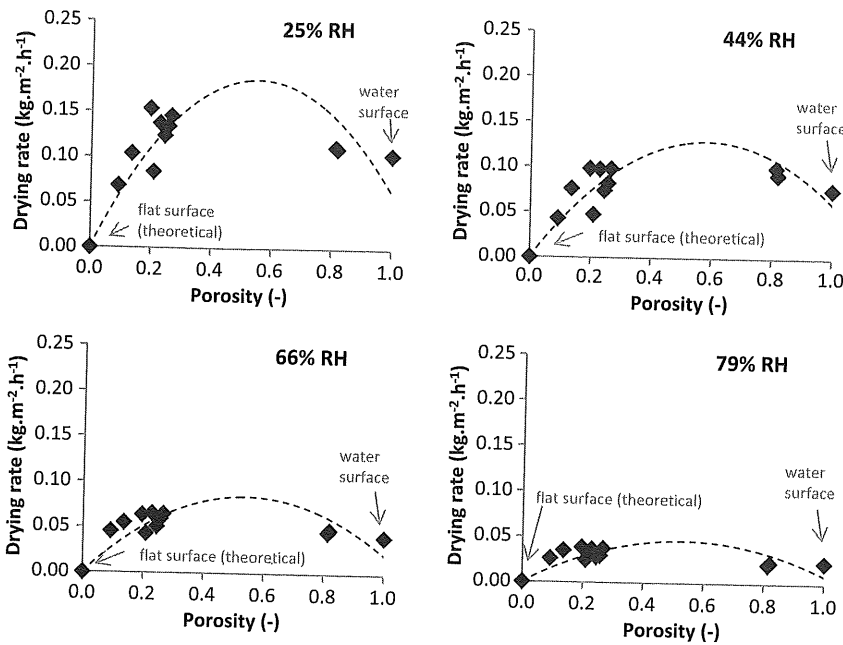 25% RH
Drying rate (kg.m⁻².h⁻¹)
0.25
0.20
0.15
0.10
0.05
0.00
water
surface
flat surface
(theoretical)
0.0
0.2
0.4
0.6
0.8
1.0
Porosity (-)
44% RH
Drying rate (kg.m⁻².h⁻¹)
0.25
0.20
0.15
0.10
0.05
0.00
water
surface
flat surface (theoretical)
0.0
0.2
0.4
0.6
0.8
1.0
Porosity (-)
66% RH
Drying rate (kg.m⁻².h⁻¹)
0.25
0.20
0.15
0.10
0.05
0.00
water
surface
flat surface (theoretical)
0.0
0.2
0.4
0.6
0.8
1.0
Porosity (-)
79% RH
Drying rate (kg.m⁻².h⁻¹)
0.25
0.20
0.15
0.10
0.05
0.00
water
surface
flat surface (theoretical)
0.0
0.2
0.4
0.6
0.8
1.0
Porosity (-)